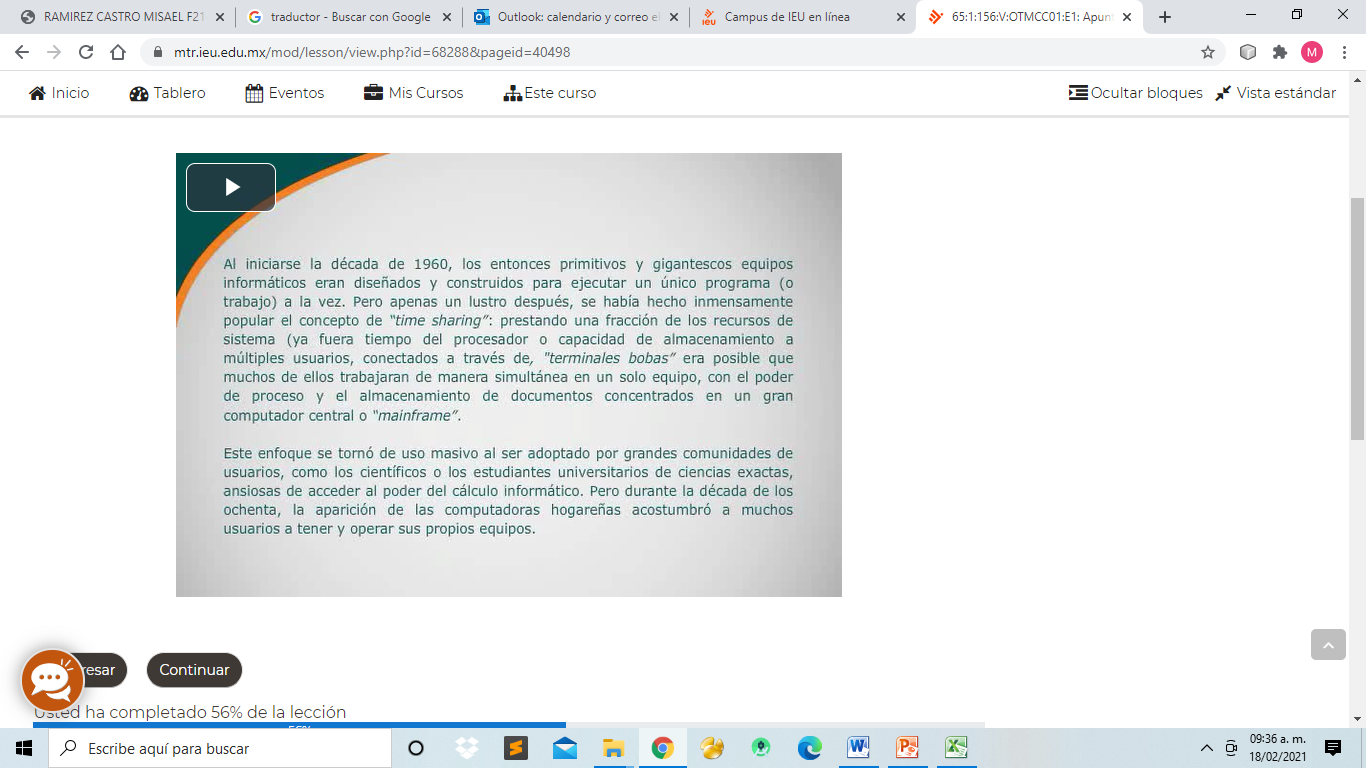 RAMIREZ CASTRO MISAEL F21
traductor - Buscar con Google
Outlook: calendario y correo el
ieu
Campus de IEU en línea
65:1:156:V:OTMCC01:E1: Apun
mtr.ieu.edu.mx/mod/lesson/view.php?id=68288&pageid=40498
M
Inicio
Tablero
Eventos
Mis Cursos
Este curso
Ocultar bloques
Vista estándar
Al iniciarse la década de 1960, los entonces primitivos y gigantescos equipos
informáticos eran diseñados y construidos para ejecutar un único programa (o
trabajo) a la vez. Pero apenas un lustro después, se había hecho inmensamente
popular el concepto de “time sharing”: prestando una fracción de los recursos de
sistema (ya fuera tiempo del procesador o capacidad de almacenamiento a
múltiples usuarios, conectados a través de, "terminales bobas” era posible que
muchos de ellos trabajaran de manera simultánea en un solo equipo, con el poder
de proceso y el almacenamiento de documentos concentrados en un gran
computador central o “mainframe”.
Este enfoque se tornó de uso masivo al ser adoptado por grandes comunidades de
usuarios, como los científicos o los estudiantes universitarios de ciencias exactas,
ansiosas de acceder al poder del cálculo informático. Pero durante la década de los
ochenta, la aparición de las computadoras hogareñas acostumbró a muchos
usuarios a tener y operar sus propios equipos.
resar
Continuar
Usted ha completado 56% de la lección
Escribe aquí para buscar
09:36 a. m.
18/02/2021